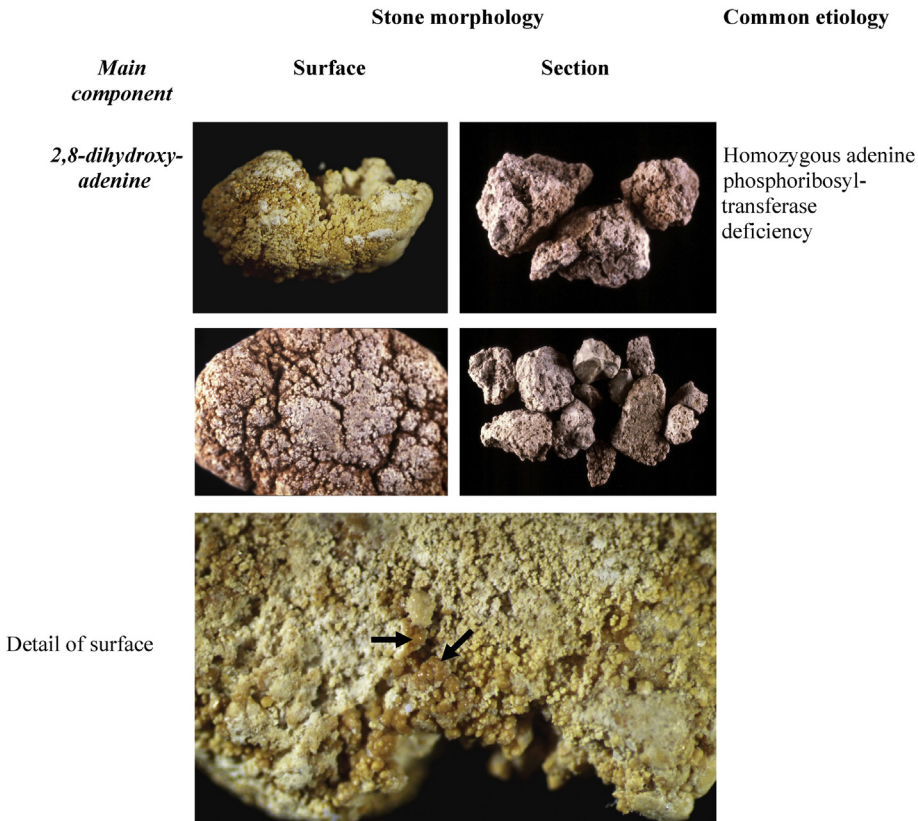 Stone morphology
Common etiology
Main
component
Surface
Section
2,8-dihydroxy-
adenine
Homozygous adenine
phosphoribosyl-
transferase
deficiency
Detail of surface